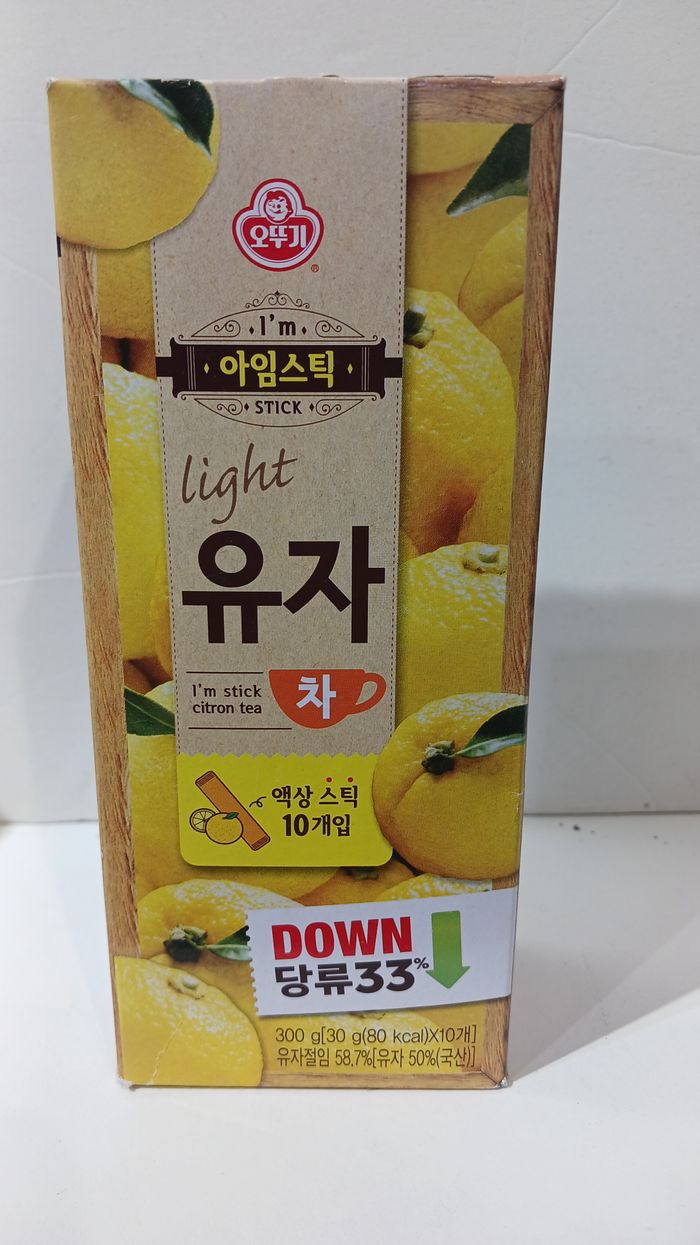 오뚜기
®
I'm
아임스틱
STICK
light
유자
I'm stick
citron tea
차
액상 스틱
10개입
DOWN
당류33%
300 g[30 g(80 kcal)X10개]
유자절임 58.7%[유자 50%(국산)]